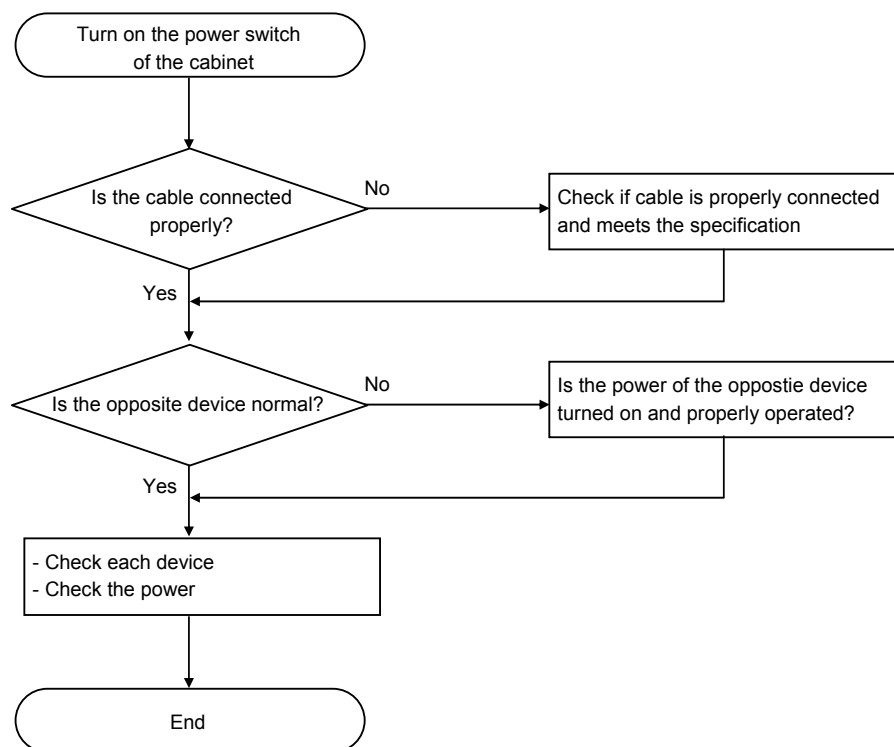 Turn on the power switch
of the cabinet
Is the cable connected
properly?
No
Check if cable is properly connected
and meets the specification
Yes
Is the opposite device normal?
No
Is the power of the oppostie device
turned on and properly operated?
Yes
- Check each device
- Check the power
End